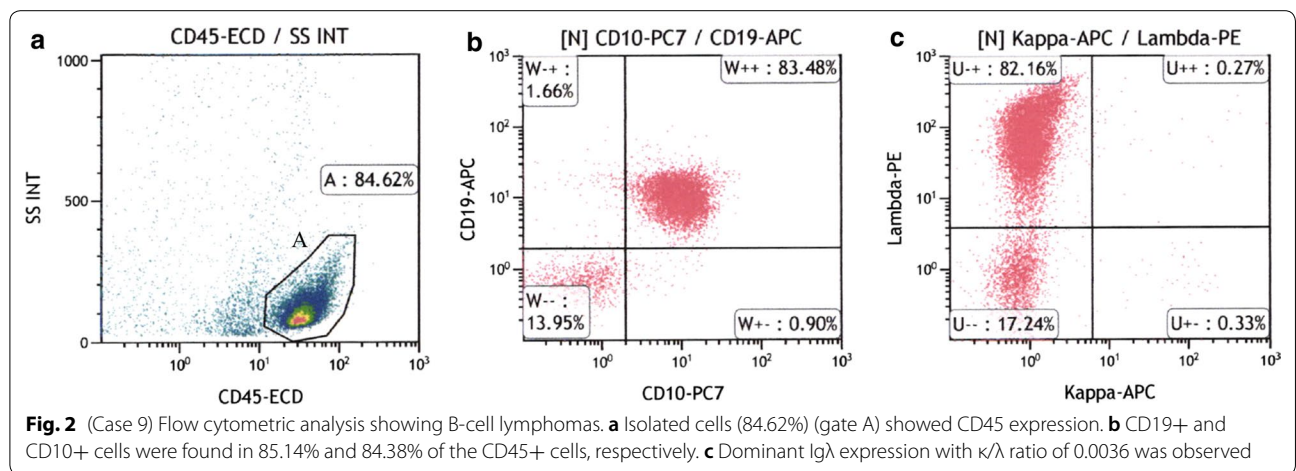 a
CD45-ECD / SS INT
1000
500
0
SS INT
A : 84.62%
A
10⁰ 10¹ 10² 10³
CD45-ECD
b
[N] CD10-PC7 / CD19-APC
10³
10²
10¹
10⁰
CD19-APC
W-+ :
1.66%
W++ : 83.48%
W-- :
13.95%
W+- : 0.90%
10⁰ 10¹ 10² 10³
CD10-PC7
c
[N] Kappa-APC / Lambda-PE
10³
10²
10¹
10⁰
Lambda-PE
U-+ : 82.16%
U++ : 0.27%
U-- : 17.24%
U+- : 0.33%
10⁰ 10¹ 10² 10³
Kappa-APC
Fig. 2 (Case 9) Flow cytometric analysis showing B-cell lymphomas. a Isolated cells (84.62%) (gate A) showed CD45 expression. b CD19+ and
CD10+ cells were found in 85.14% and 84.38% of the CD45+ cells, respectively. c Dominant Igλ expression with κ/λ ratio of 0.0036 was observed